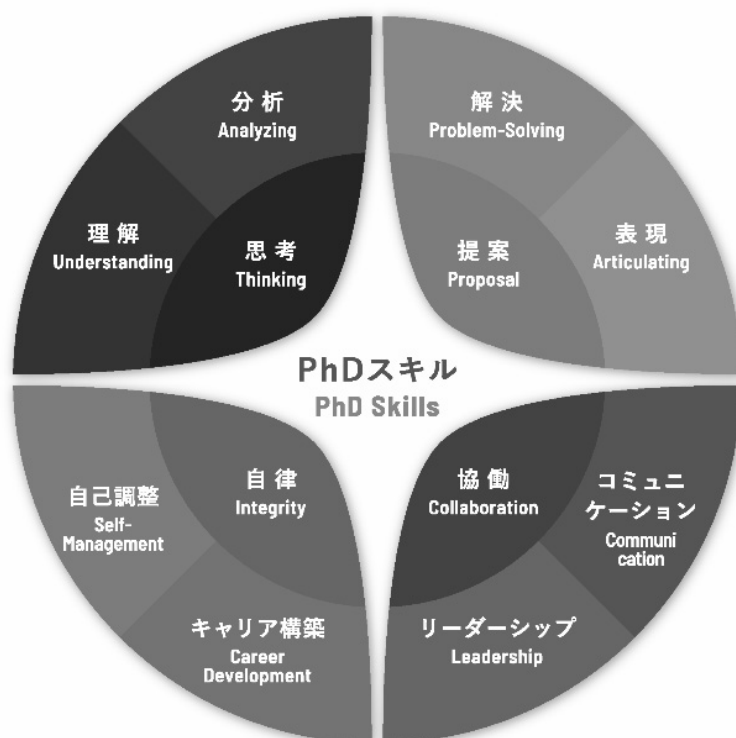 分析
Analyzing
理解
Understanding
思考
Thinking
解決
Problem-Solving
提案
Proposal
表現
Articulating
PhDスキル
PhD Skills
自己調整
Self-
Management
自律
Integrity
キャリア構築
Career
Development
協働
Collaboration
コミュニ
ケーション
Communi
cation
リーダーシップ
Leadership